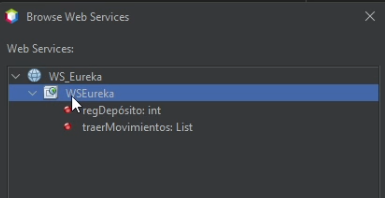 Browse Web Services
Web Services:
WS_Eureka
WSEureka
regDepósito: int
traerMovimientos: List